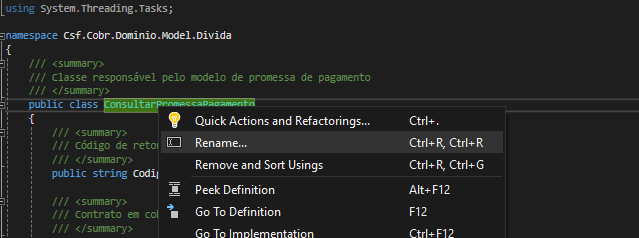 using System.Threading.Tasks;
namespace Csf.Cobr.Dominio.Model.Divida
{
/// <summary>
/// Classe responsável pelo modelo de promessa de pagamento
/// </summary>
public class ConsultarPromessaPagamento
{
/// <summary>
/// Código de reto
/// </summary>
public string Codig
/// <summary>
/// Contrato em co
/// </summary>
Quick Actions and Refactorings... Ctrl+.
Rename... Ctrl+R, Ctrl+R
Remove and Sort Usings Ctrl+R, Ctrl+G
Peek Definition Alt+F12
Go To Definition F12
Go To Implementation Ctrl+F12